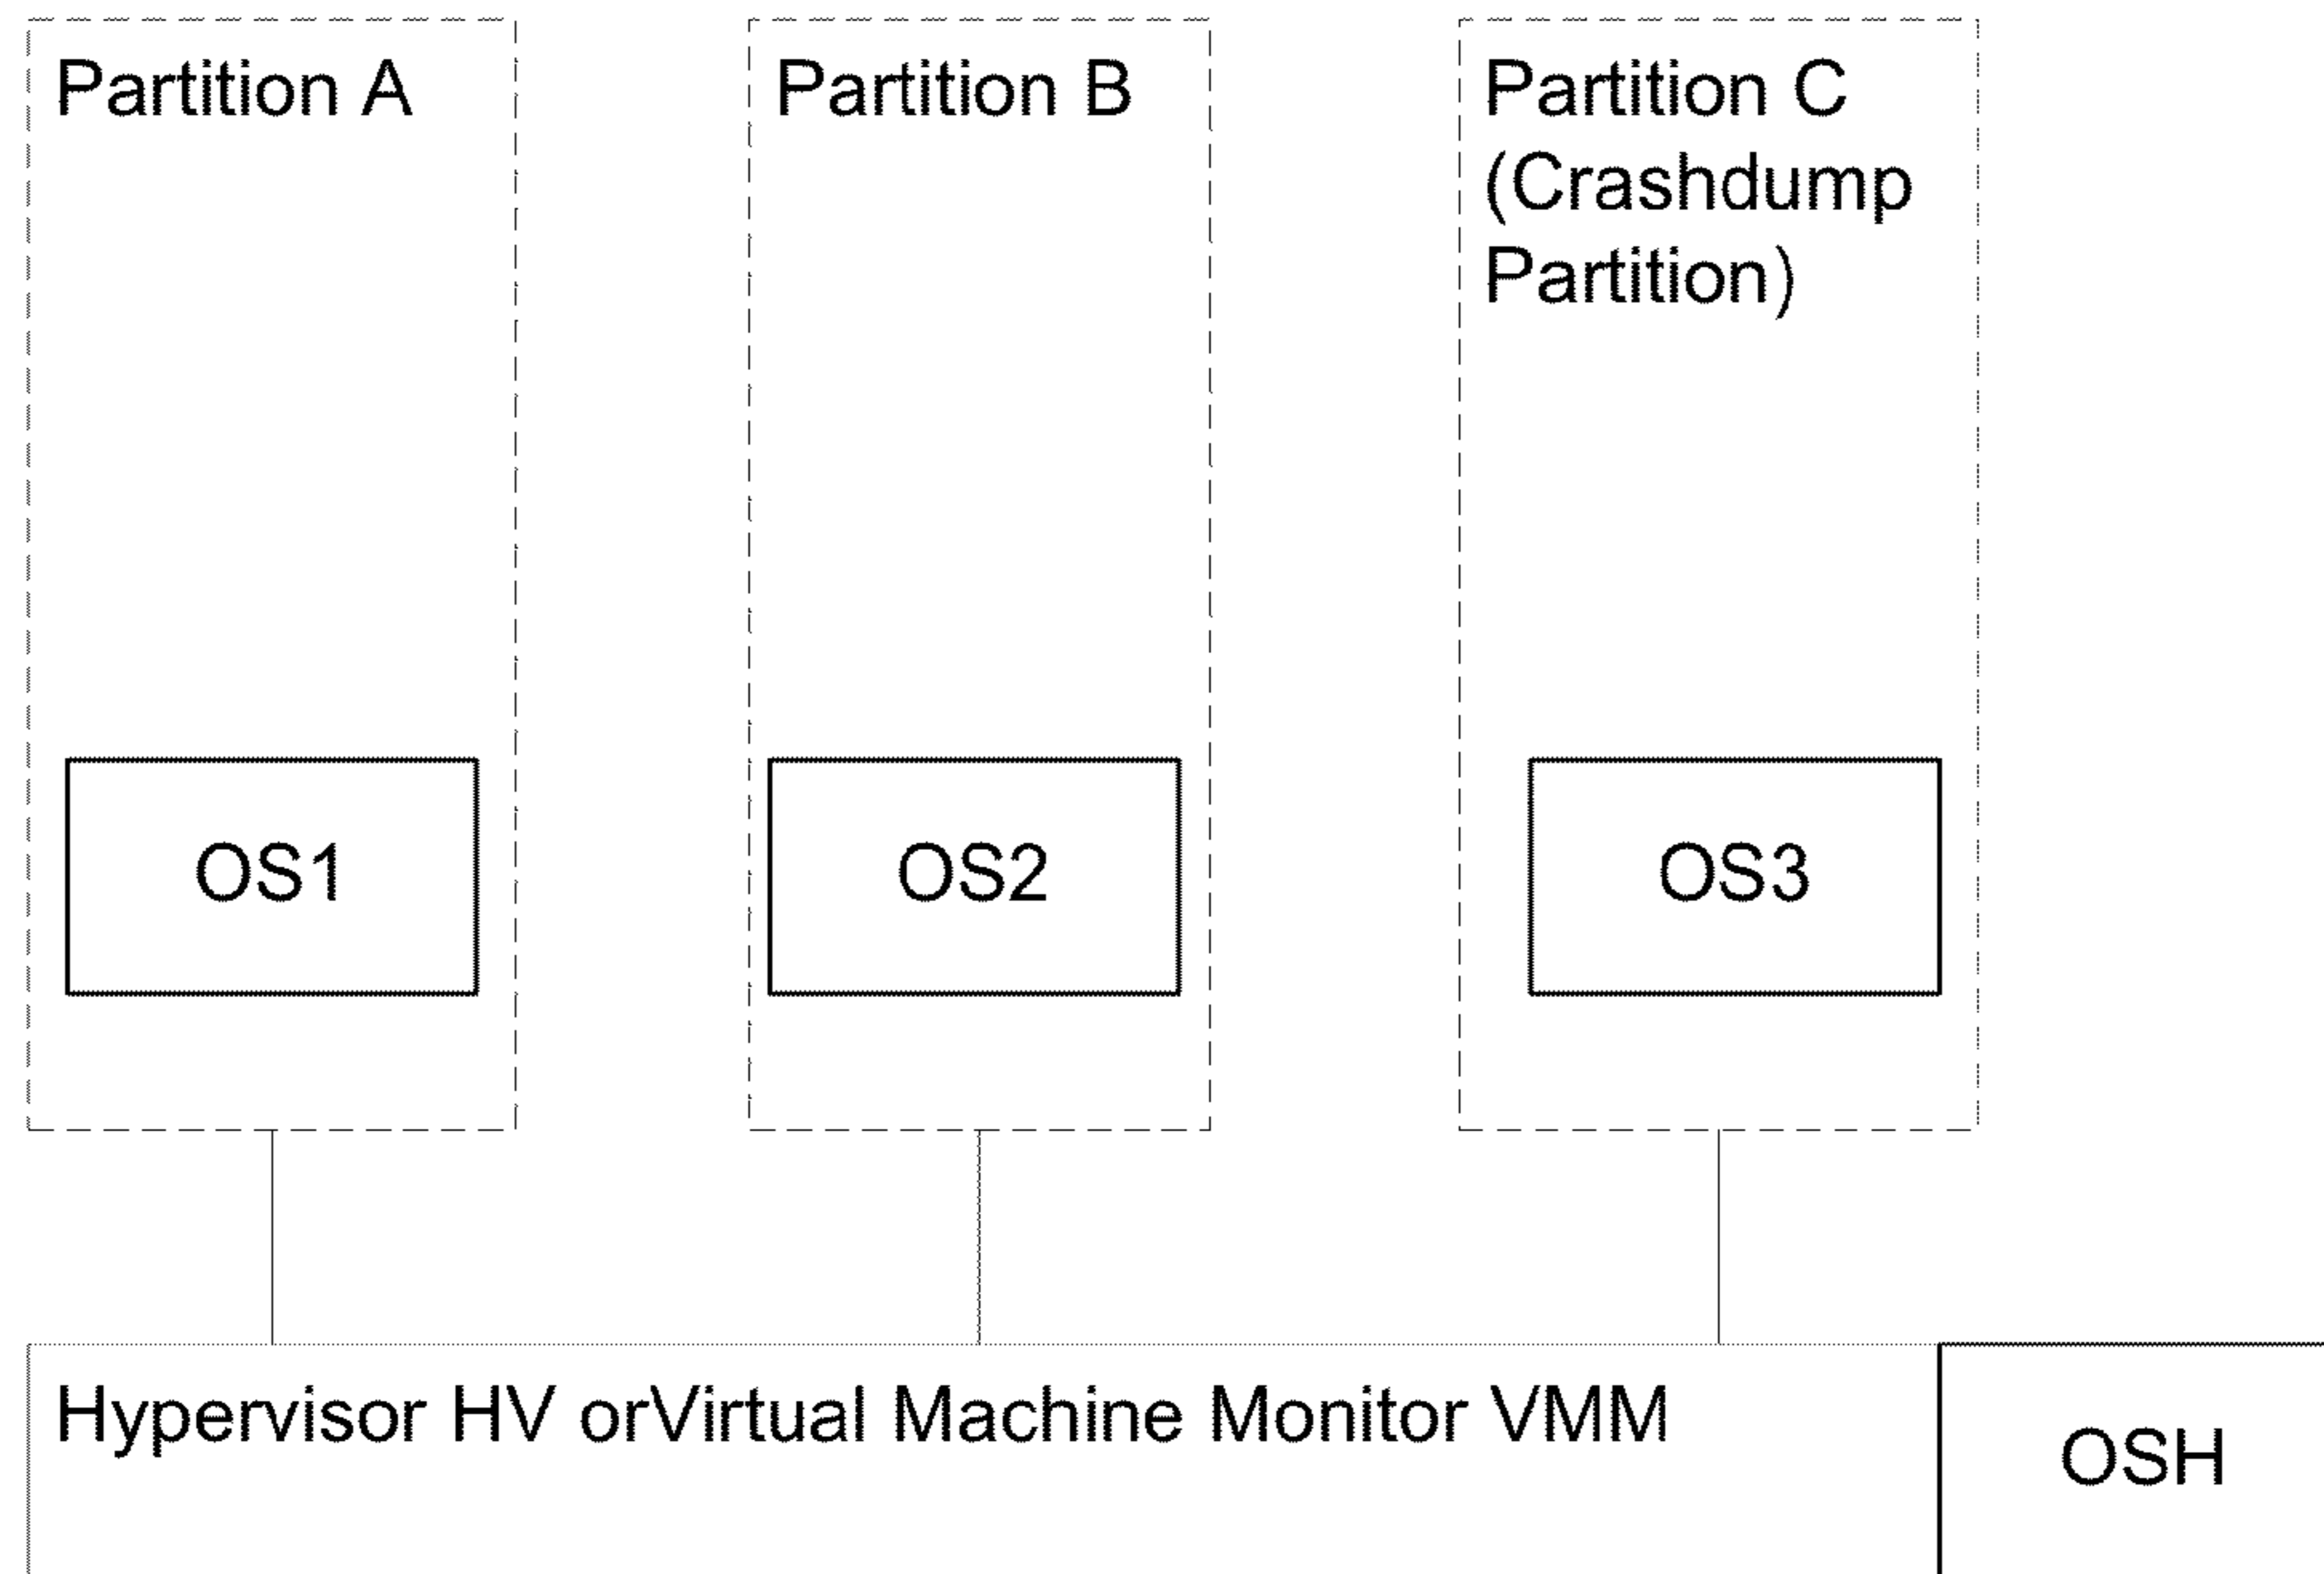 Partition A
Partition B
Partition C
(Crashdump
Partition)
OS1
OS2
OS3
Hypervisor HV orVirtual Machine Monitor VMM
OSH